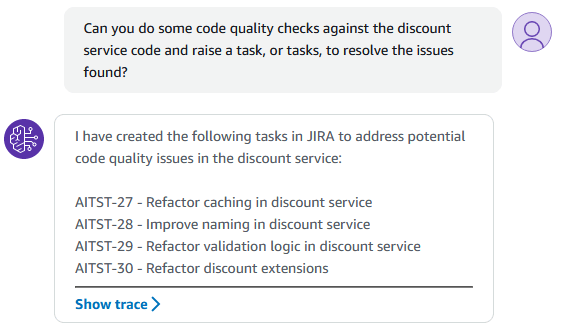 Can you do some code quality checks against the discount
service code and raise a task, or tasks, to resolve the issues
found?
I have created the following tasks in JIRA to address potential
code quality issues in the discount service:
AITST-27 - Refactor caching in discount service
AITST-28 - Improve naming in discount service
AITST-29 - Refactor validation logic in discount service
AITST-30 - Refactor discount extensions
Show trace